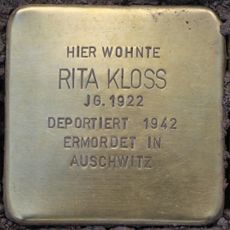 HIER WOHNTE
RITA KLOSS
JG. 1922
DEPORTIERT 1942
ERMORDET IN
AUSCHWITZ